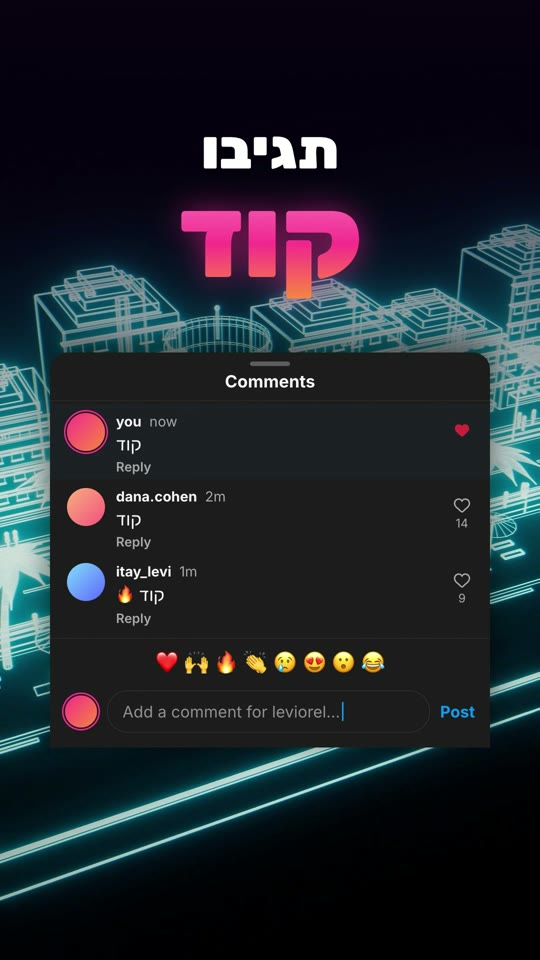 תגיבו
קוד
Comments
you now
קוד
Reply
dana.cohen 2m
קוד
14
Reply
itay_levi 1m
קוד 🔥
9
Reply
❤️ 🙌 🔥 👏 😢 😍 😮 😂
Add a comment for leviorel...
Post